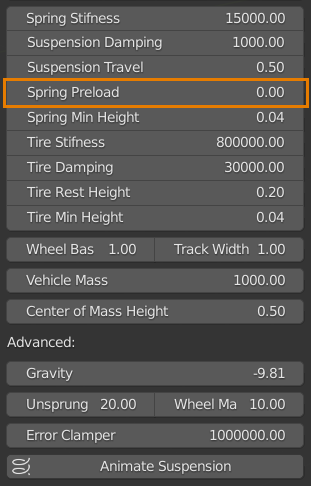 Spring Stifness 15000.00
Suspension Damping 1000.00
Suspension Travel 0.50
Spring Preload 0.00
Spring Min Height 0.04
Tire Stifness 800000.00
Tire Damping 30000.00
Tire Rest Height 0.20
Tire Min Height 0.04
Wheel Bas 1.00 Track Width 1.00
Vehicle Mass 1000.00
Center of Mass Height 0.50
Advanced:
Gravity -9.81
Unsprung 20.00 Wheel Ma 10.00
Error Clamper 1000000.00
Animate Suspension